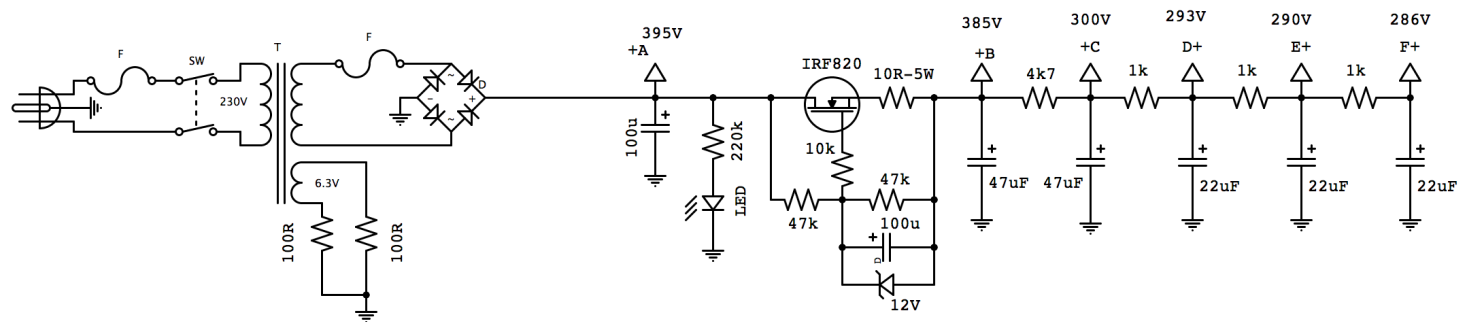 395V
385V
300V
293V
290V
286V
+A
+B
+C
D+
E+
F+
F
SW
T
F
D
~
~
-
+
230V
6.3V
100R
100R
100u
+
220k
LED
IRF820
10R-5W
10k
47k
47k
100u
+
D
12V
4k7
1k
1k
1k
+
47uF
+
47uF
+
22uF
+
22uF
+
22uF